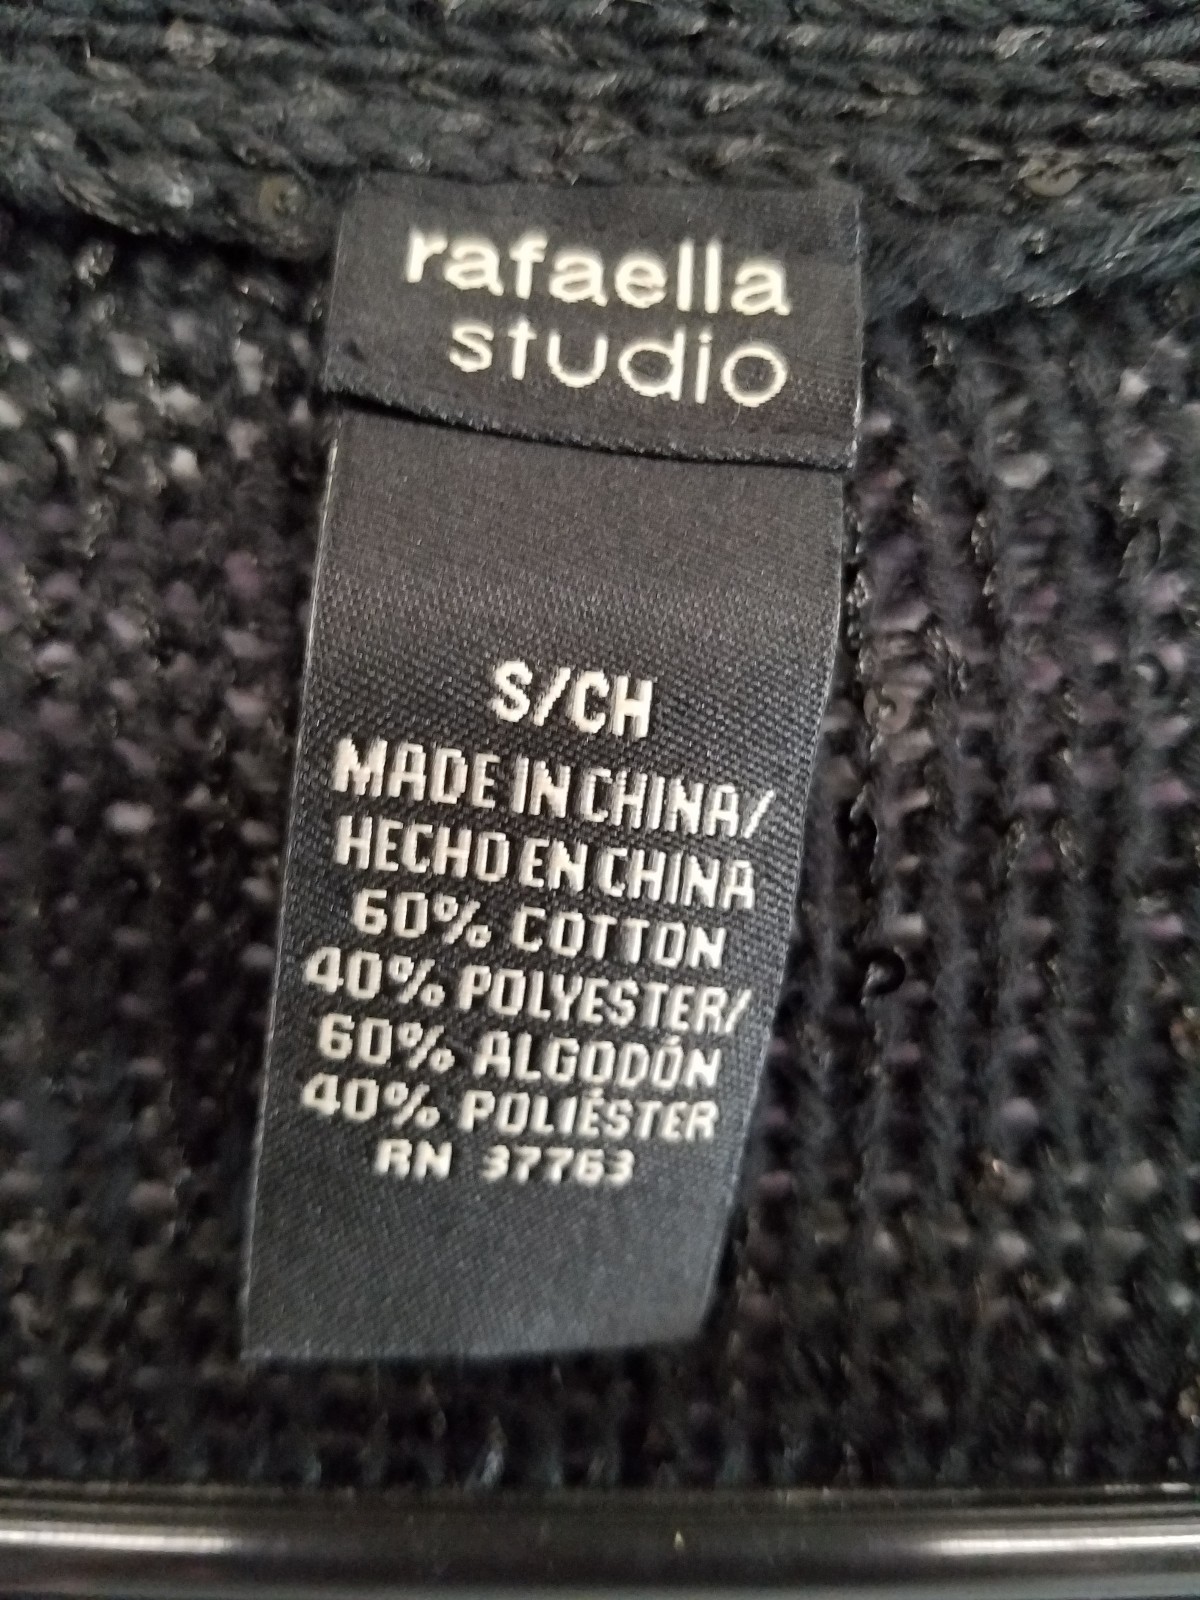 rafaella
studio
S/CH
MADE IN CHINA/
HECHO EN CHINA
60% COTTON
40% POLYESTER/
60% ALGODÓN
40% POLIÉSTER
RN 37763